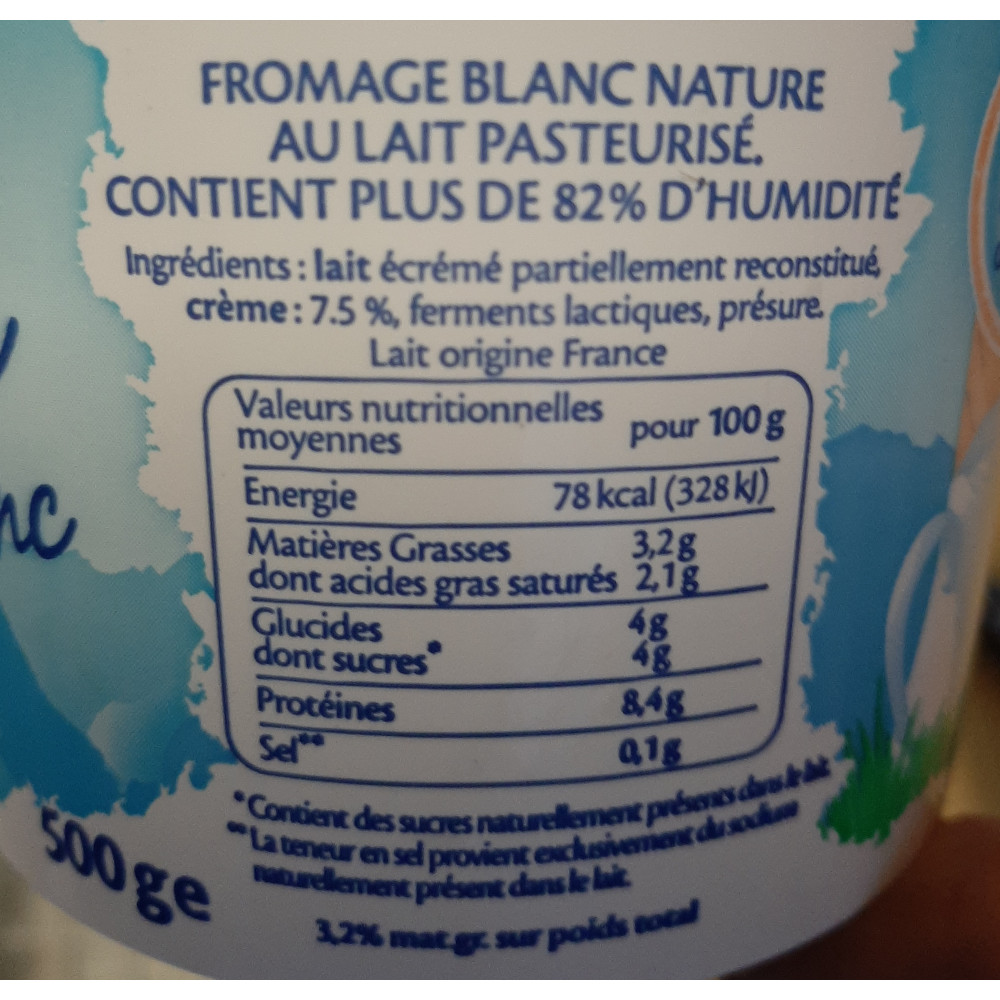 FROMAGE BLANC NATURE
AU LAIT PASTEURISÉ.
CONTIENT PLUS DE 82% D'HUMIDITÉ
Ingrédients : lait écrémé partiellement reconstitué,
crème : 7.5 %, ferments lactiques, présure.
Lait origine France
Valeurs nutritionnelles
moyennes
pour 100 g
Energie 78 kcal (328 kJ)
Matières Grasses 3,2g
dont acides gras saturés 2,1g
Glucides 4g
dont sucres* 4g
Protéines 8,4g
Sel** 0,1g
*Contient des sucres naturellement présents dans le lait
**La teneur en sel provient exclusivement du sodium
naturellement présent dans le lait.
3,2% mat.gr. sur poids total
nc
500 g e